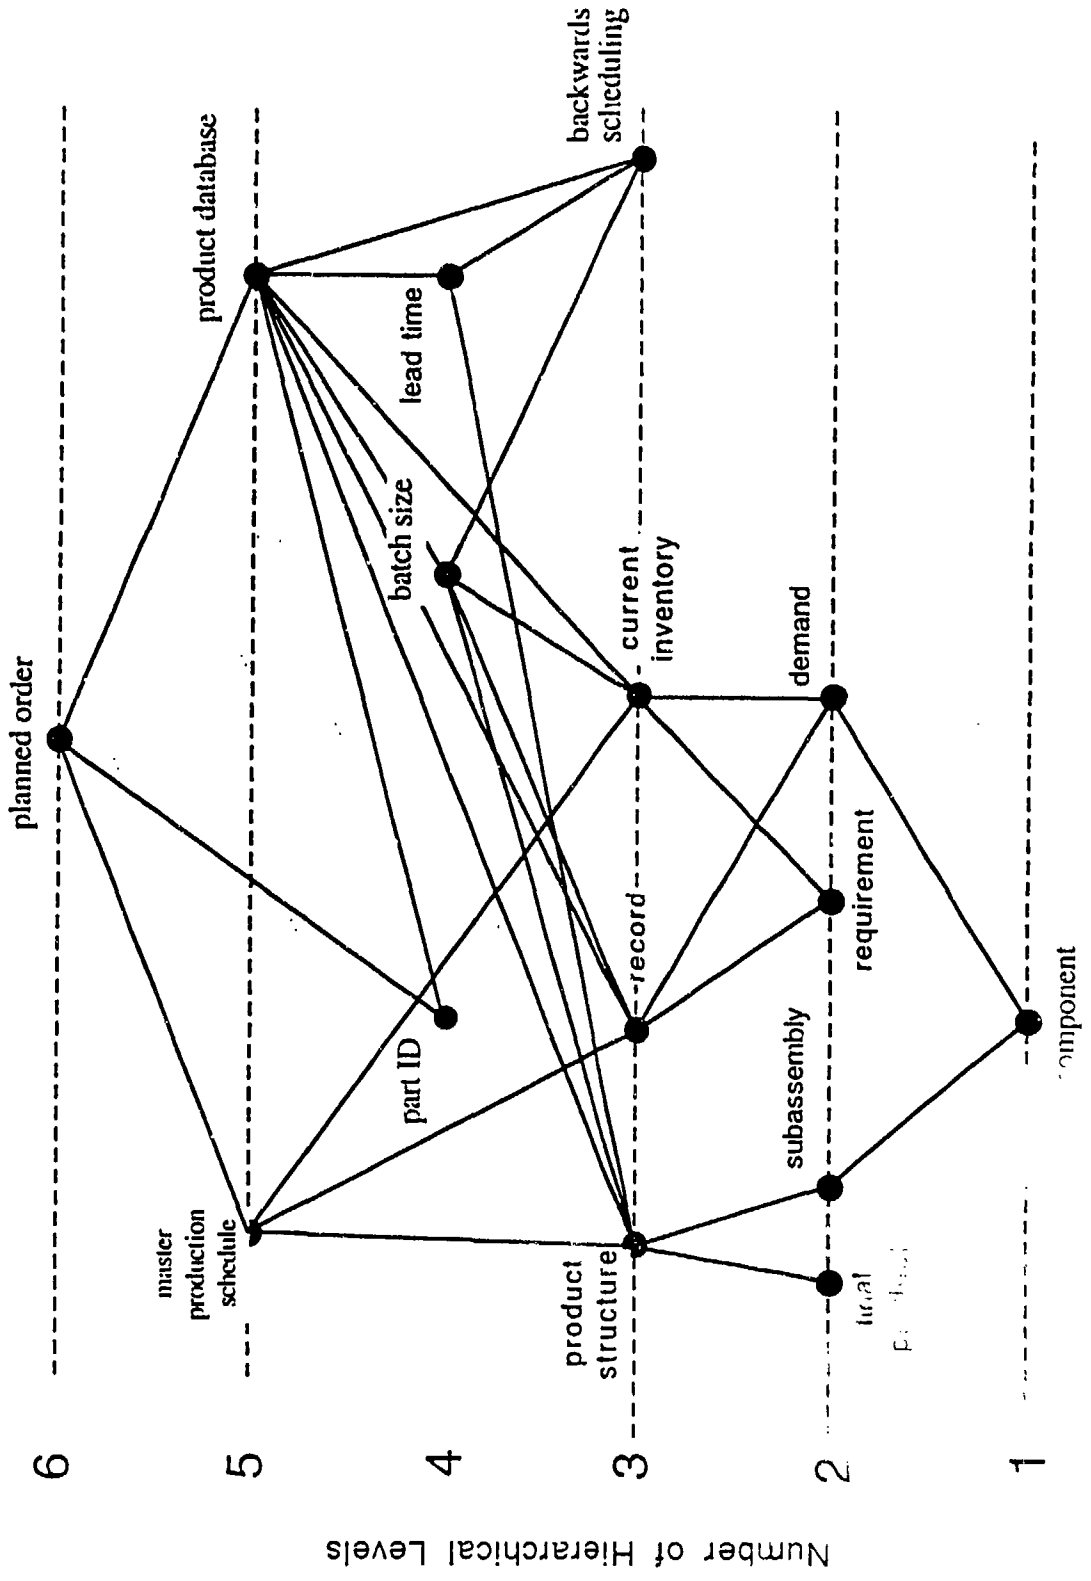 Number of Hierarchical Levels
6
5
4
3
2
1
planned order
master
production
schedule
product database
part ID
batch size
lead time
product
structure
record
current
inventory
backwards
scheduling
subassembly
requirement
demand